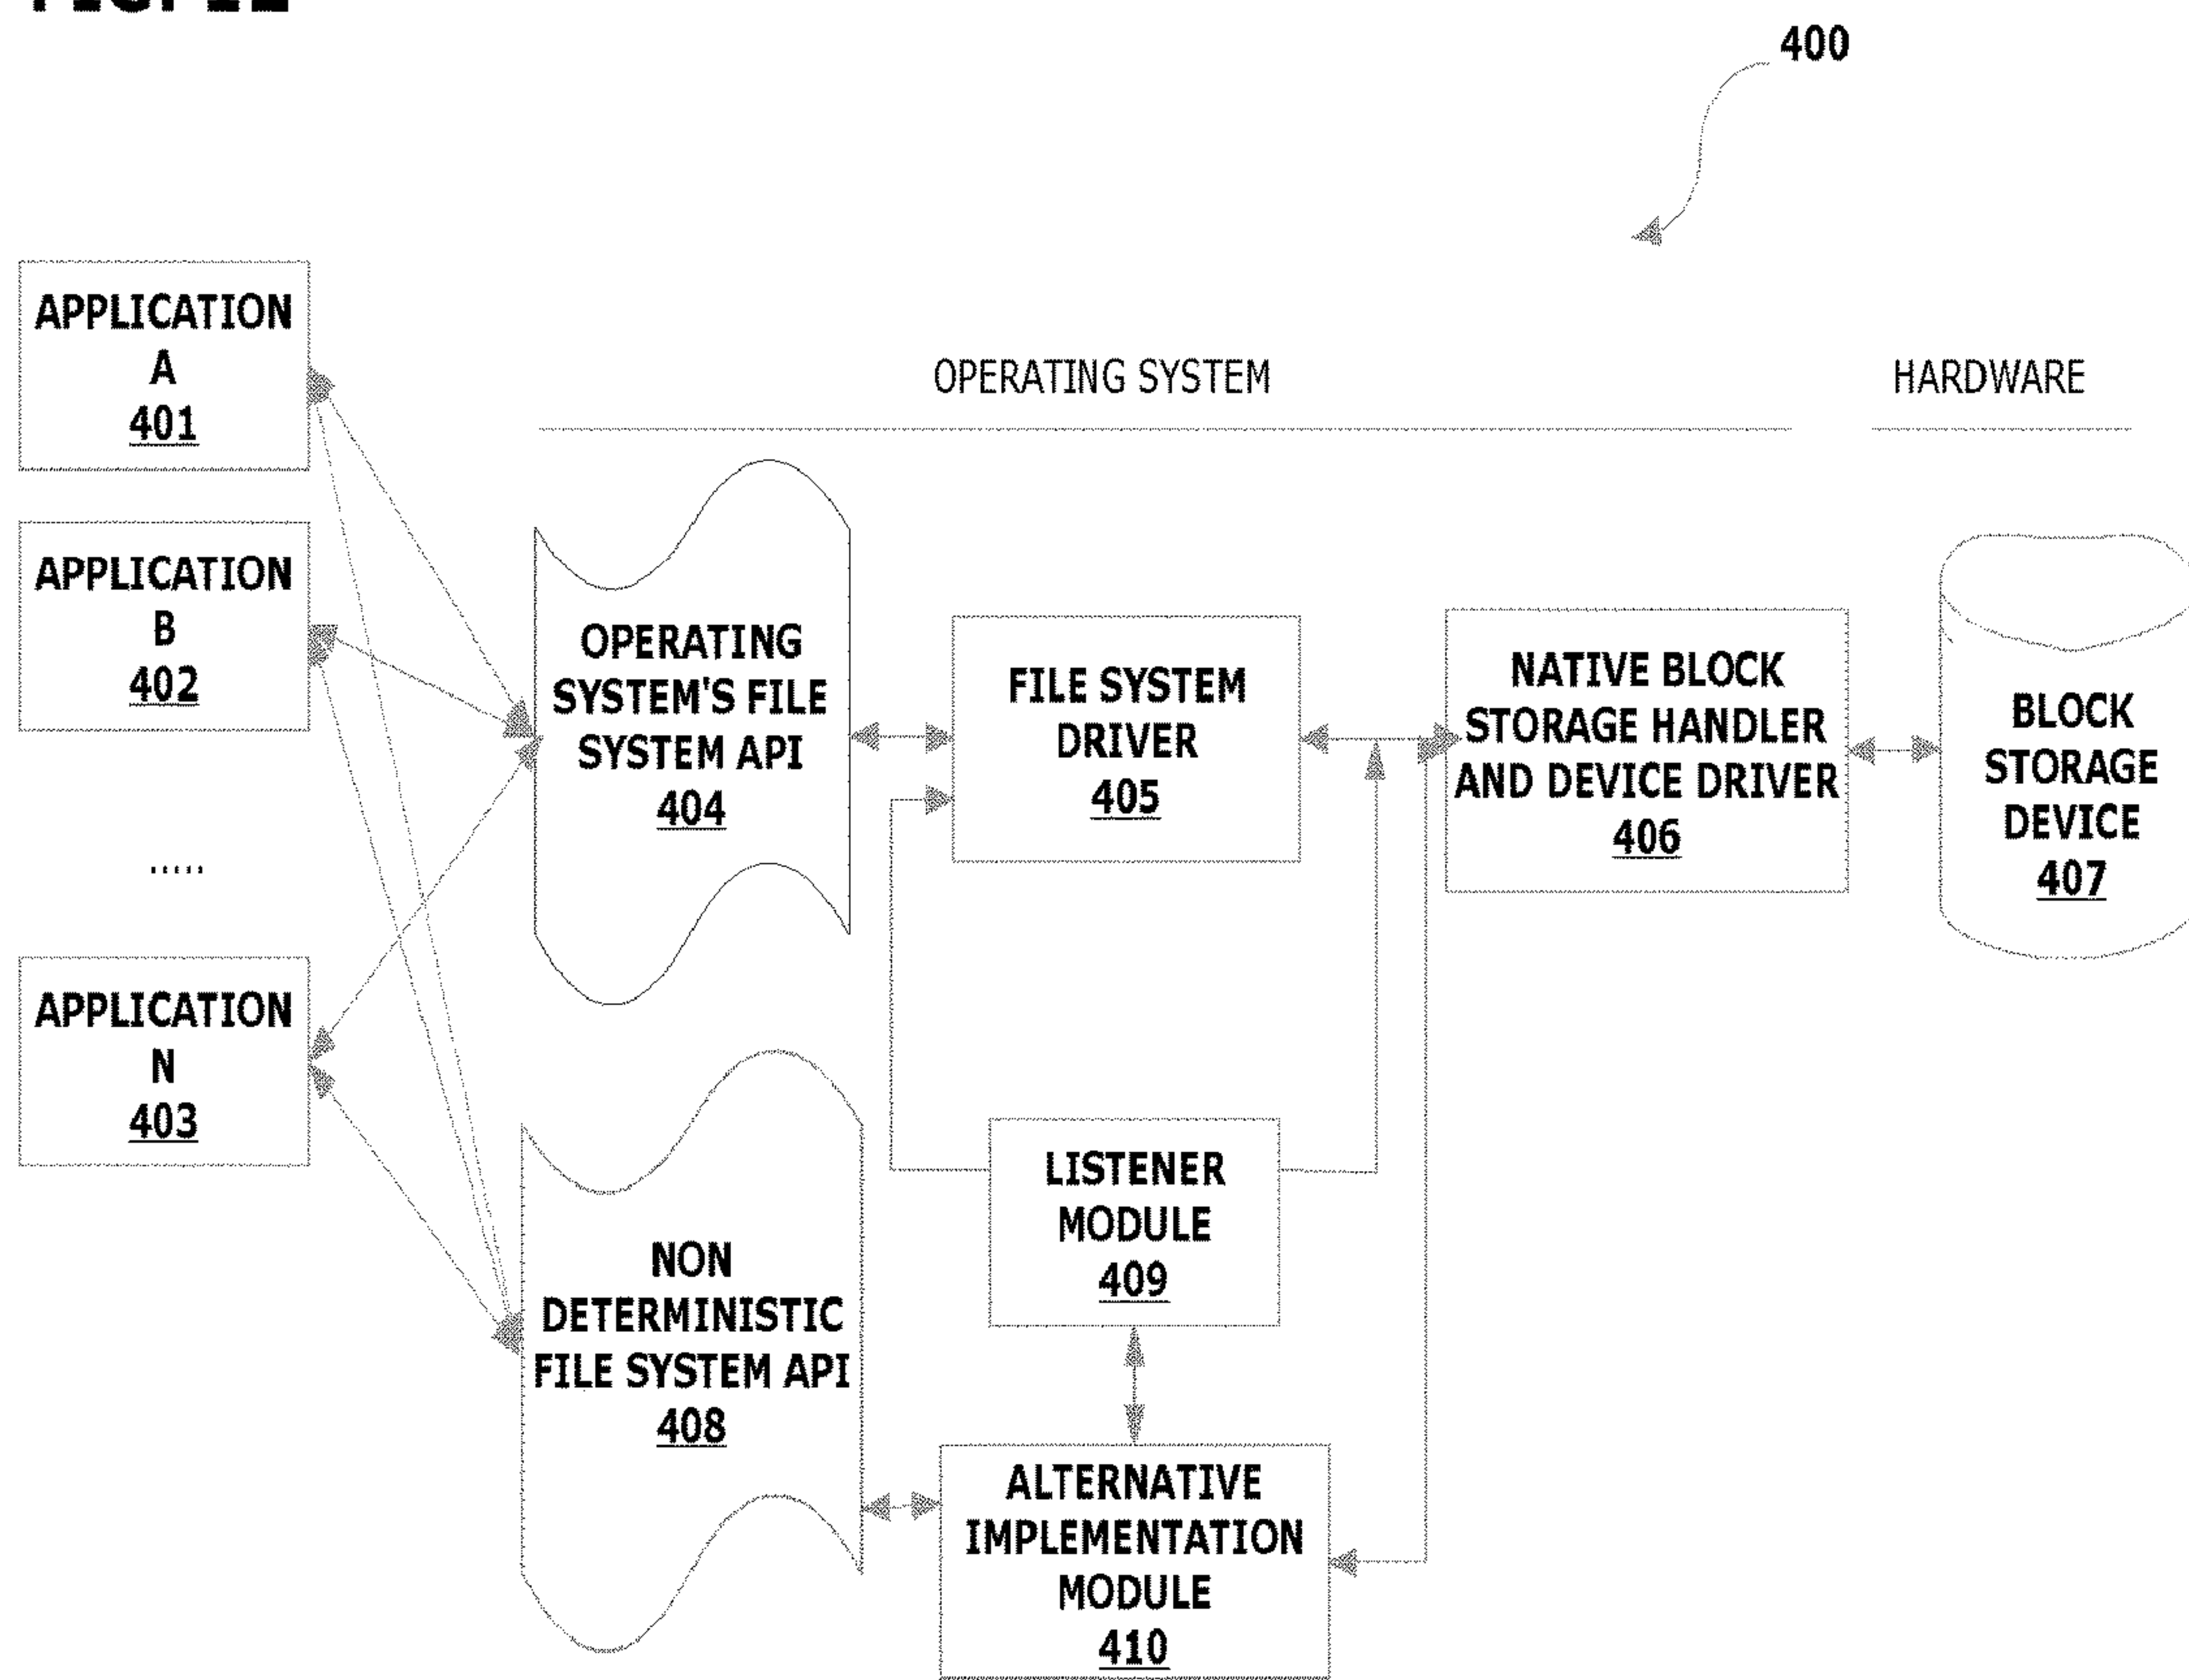 400
OPERATING SYSTEM
HARDWARE
APPLICATION
A
401
APPLICATION
B
402
.....
APPLICATION
N
403
OPERATING
SYSTEM'S FILE
SYSTEM API
404
FILE SYSTEM
DRIVER
405
NATIVE BLOCK
STORAGE HANDLER
AND DEVICE DRIVER
406
BLOCK
STORAGE
DEVICE
407
NON
DETERMINISTIC
FILE SYSTEM API
408
LISTENER
MODULE
409
ALTERNATIVE
IMPLEMENTATION
MODULE
410